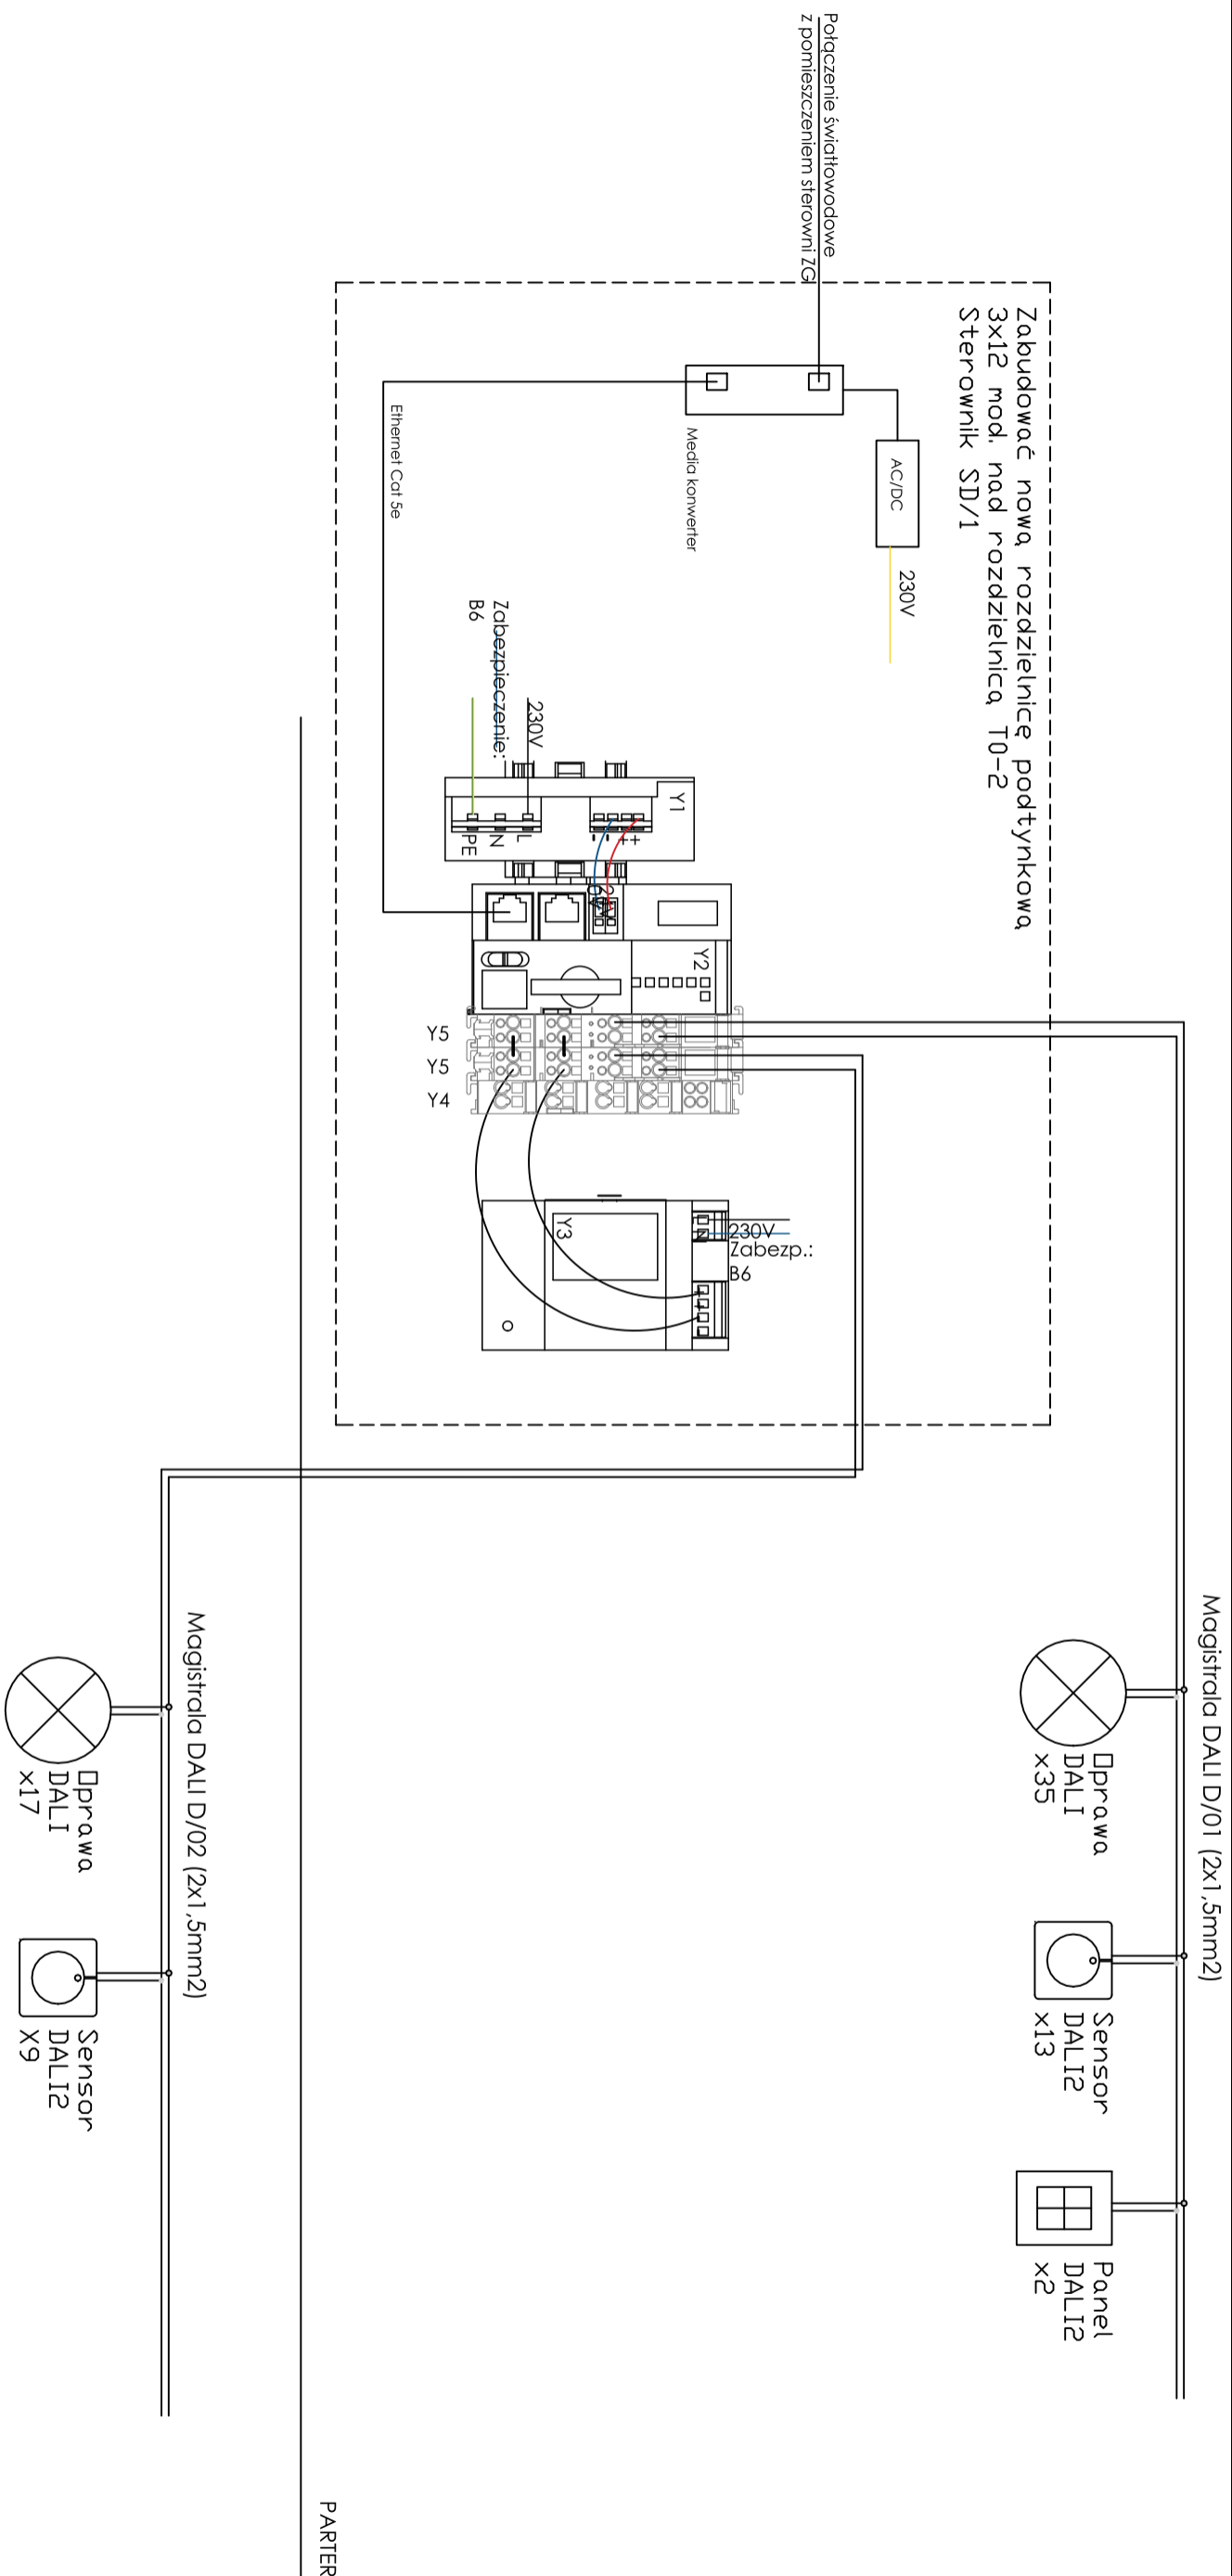 Połączenie światłowodowe
z pomieszczeniem sterowni ZG
Zabudować nową rozdzielnicę podtynkową
3x12 mod. nad rozdzielnicą T0-2
Sterownik SD/1
AC/DC
230V
Media konwerter
Ethernet Cat 5e
230V
Zabezpieczenie:
B6
Y1
+
+
-
-
L
N
PE
Y2
Y5
Y5
Y4
Y3
N
230V
Zabezp.:
B6
Magistrala DALI D/01 (2x1,5mm2)
Oprawa
DALI
x35
Sensor
DALI2
x13
Panel
DALI2
x2
Magistrala DALI D/02 (2x1,5mm2)
Oprawa
DALI
x17
Sensor
DALI2
X9
PARTER